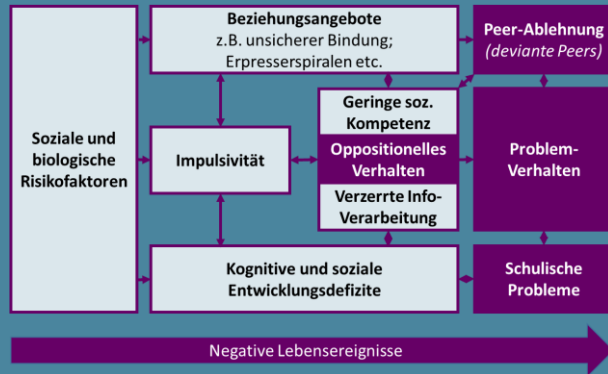 Beziehungsangebote
z.B. unsicherer Bindung;
Erpresserspiralen etc.
Peer-Ablehnung
(deviante Peers)
Soziale und
biologische
Risikofaktoren
Impulsivität
Geringe soz.
Kompetenz
Oppositionelles
Verhalten
Verzerrte Info-
Verarbeitung
Problem-
Verhalten
Kognitive und soziale
Entwicklungsdefizite
Schulische
Probleme
Negative Lebensereignisse